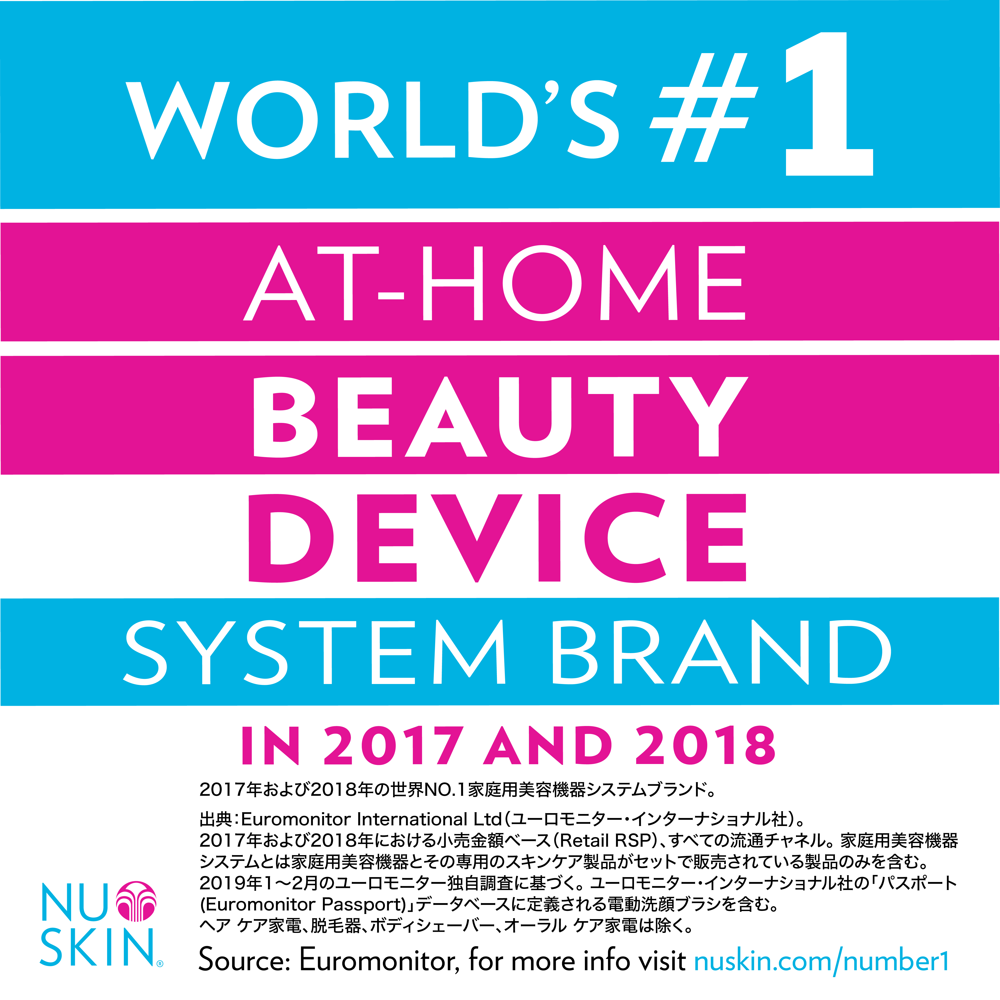 WORLD'S #1
AT-HOME
BEAUTY
DEVICE
SYSTEM BRAND
IN 2017 AND 2018
2017年および2018年の世界NO.1家庭用美容機器システムブランド。
出典：Euromonitor International Ltd（ユーロモニター・インターナショナル社）。
2017年および2018年における小売金額ベース（Retail RSP）、すべての流通チャネル。家庭用美容機器
システムとは家庭用美容機器とその専用のスキンケア製品がセットで販売されている製品のみを含む。
2019年1〜2月のユーロモニター独自調査に基づく。ユーロモニター・インターナショナル社の「パスポート
(Euromonitor Passport)」データベースに定義される電動洗顔ブラシを含む。
ヘア ケア家電、脱毛器、ボディシェーバー、オーラル ケア家電は除く。
Source: Euromonitor, for more info visit nuskin.com/number1
NU
SKIN®